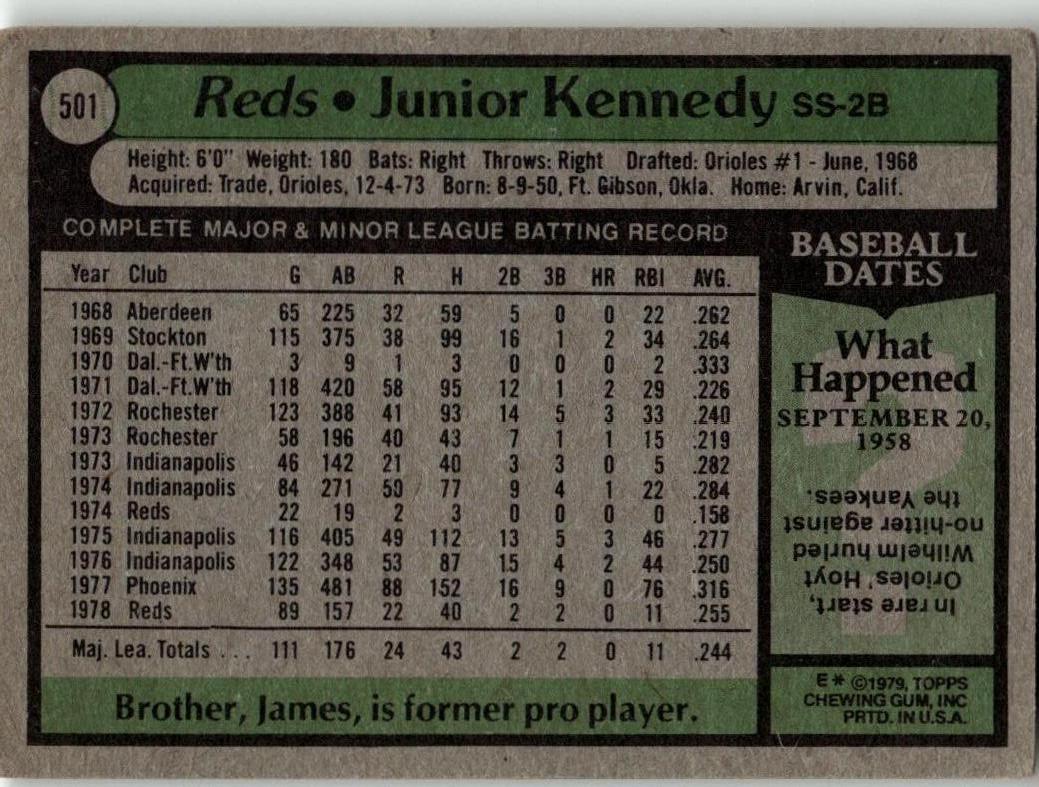 501
Reds • Junior Kennedy SS-2B
Height: 6'0" Weight: 180 Bats: Right Throws: Right Drafted: Orioles #1 - June, 1968
Acquired: Trade, Orioles, 12-4-73 Born: 8-9-50, Ft. Gibson, Okla. Home: Arvin, Calif.
COMPLETE MAJOR & MINOR LEAGUE BATTING RECORD
Year Club G AB R H 2B 3B HR RBI AVG.
1968 Aberdeen 65 225 32 59 5 0 0 22 .262
1969 Stockton 115 375 38 99 16 1 2 34 .264
1970 Dal.-Ft.W'th 3 9 1 3 0 0 0 2 .333
1971 Dal.-Ft.W'th 118 420 58 95 12 1 2 29 .226
1972 Rochester 123 388 41 93 14 5 3 33 .240
1973 Rochester 58 196 40 43 7 1 1 15 .219
1973 Indianapolis 46 142 21 40 3 3 0 5 .282
1974 Indianapolis 84 271 50 77 9 4 1 22 .284
1974 Reds 22 19 2 3 0 0 0 0 .158
1975 Indianapolis 116 405 49 112 13 5 3 46 .277
1976 Indianapolis 122 348 53 87 15 4 2 44 .250
1977 Phoenix 135 481 88 152 16 9 0 76 .316
1978 Reds 89 157 22 40 2 2 0 11 .255
Maj. Lea. Totals ... 111 176 24 43 2 2 0 11 .244
Brother, James, is former pro player.
BASEBALL
DATES
What
Happened
SEPTEMBER 20,
1958
?
In rare start,
Orioles' Hoyt
Wilhelm hurled
no-hitter against
the Yankees.
E * ©1979, TOPPS
CHEWING GUM, INC
PRTD. IN U.S.A.